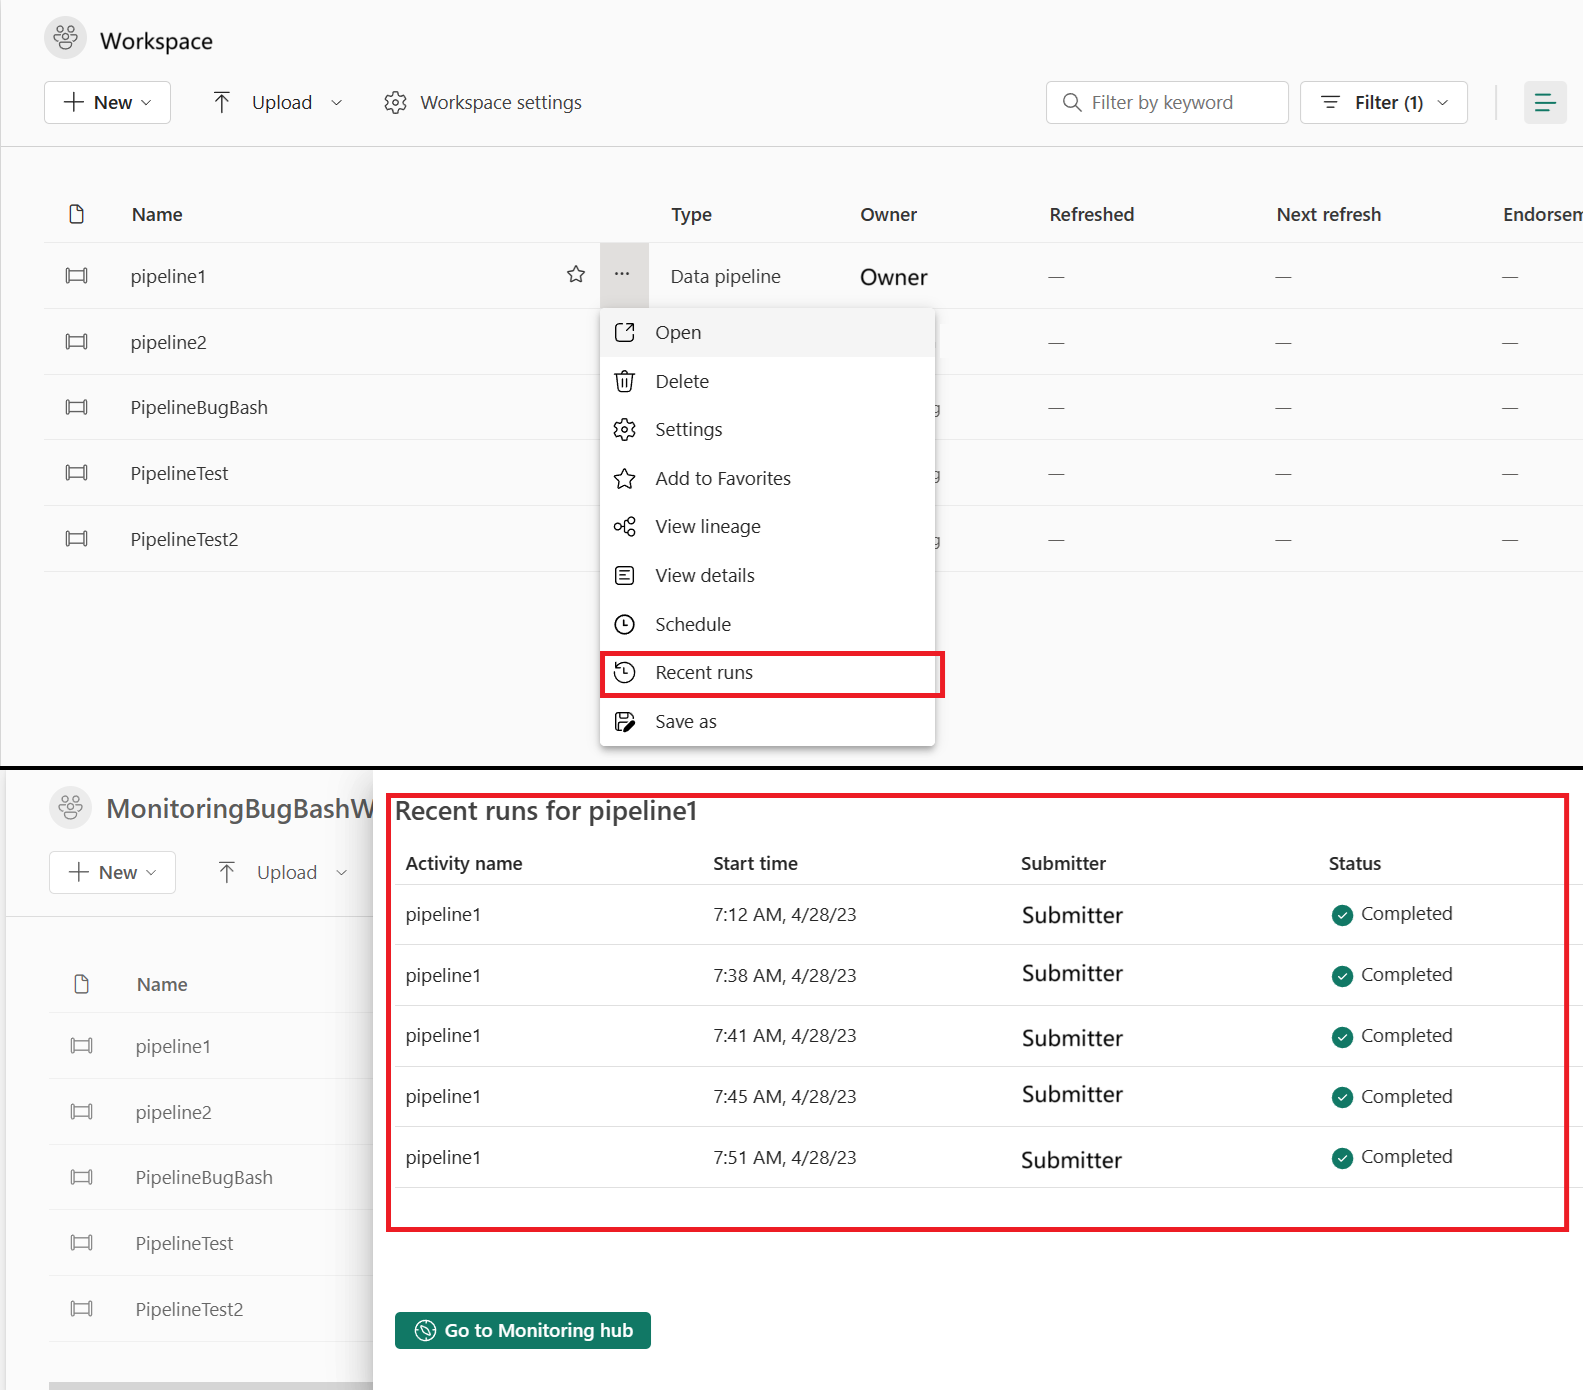 Workspace
New Upload Workspace settings Filter by keyword Filter (1)
Name Type Owner Refreshed Next refresh Endorsem
pipeline1 ... Data pipeline Owner — — —
pipeline2 — — —
PipelineBugBash g — — —
PipelineTest g — — —
PipelineTest2 g — — —
Open
Delete
Settings
Add to Favorites
View lineage
View details
Schedule
Recent runs
Save as
MonitoringBugBashW
New Upload
Name
pipeline1
pipeline2
PipelineBugBash
PipelineTest
PipelineTest2
Recent runs for pipeline1
Activity name Start time Submitter Status
pipeline1 7:12 AM, 4/28/23 Submitter Completed
pipeline1 7:38 AM, 4/28/23 Submitter Completed
pipeline1 7:41 AM, 4/28/23 Submitter Completed
pipeline1 7:45 AM, 4/28/23 Submitter Completed
pipeline1 7:51 AM, 4/28/23 Submitter Completed
Go to Monitoring hub